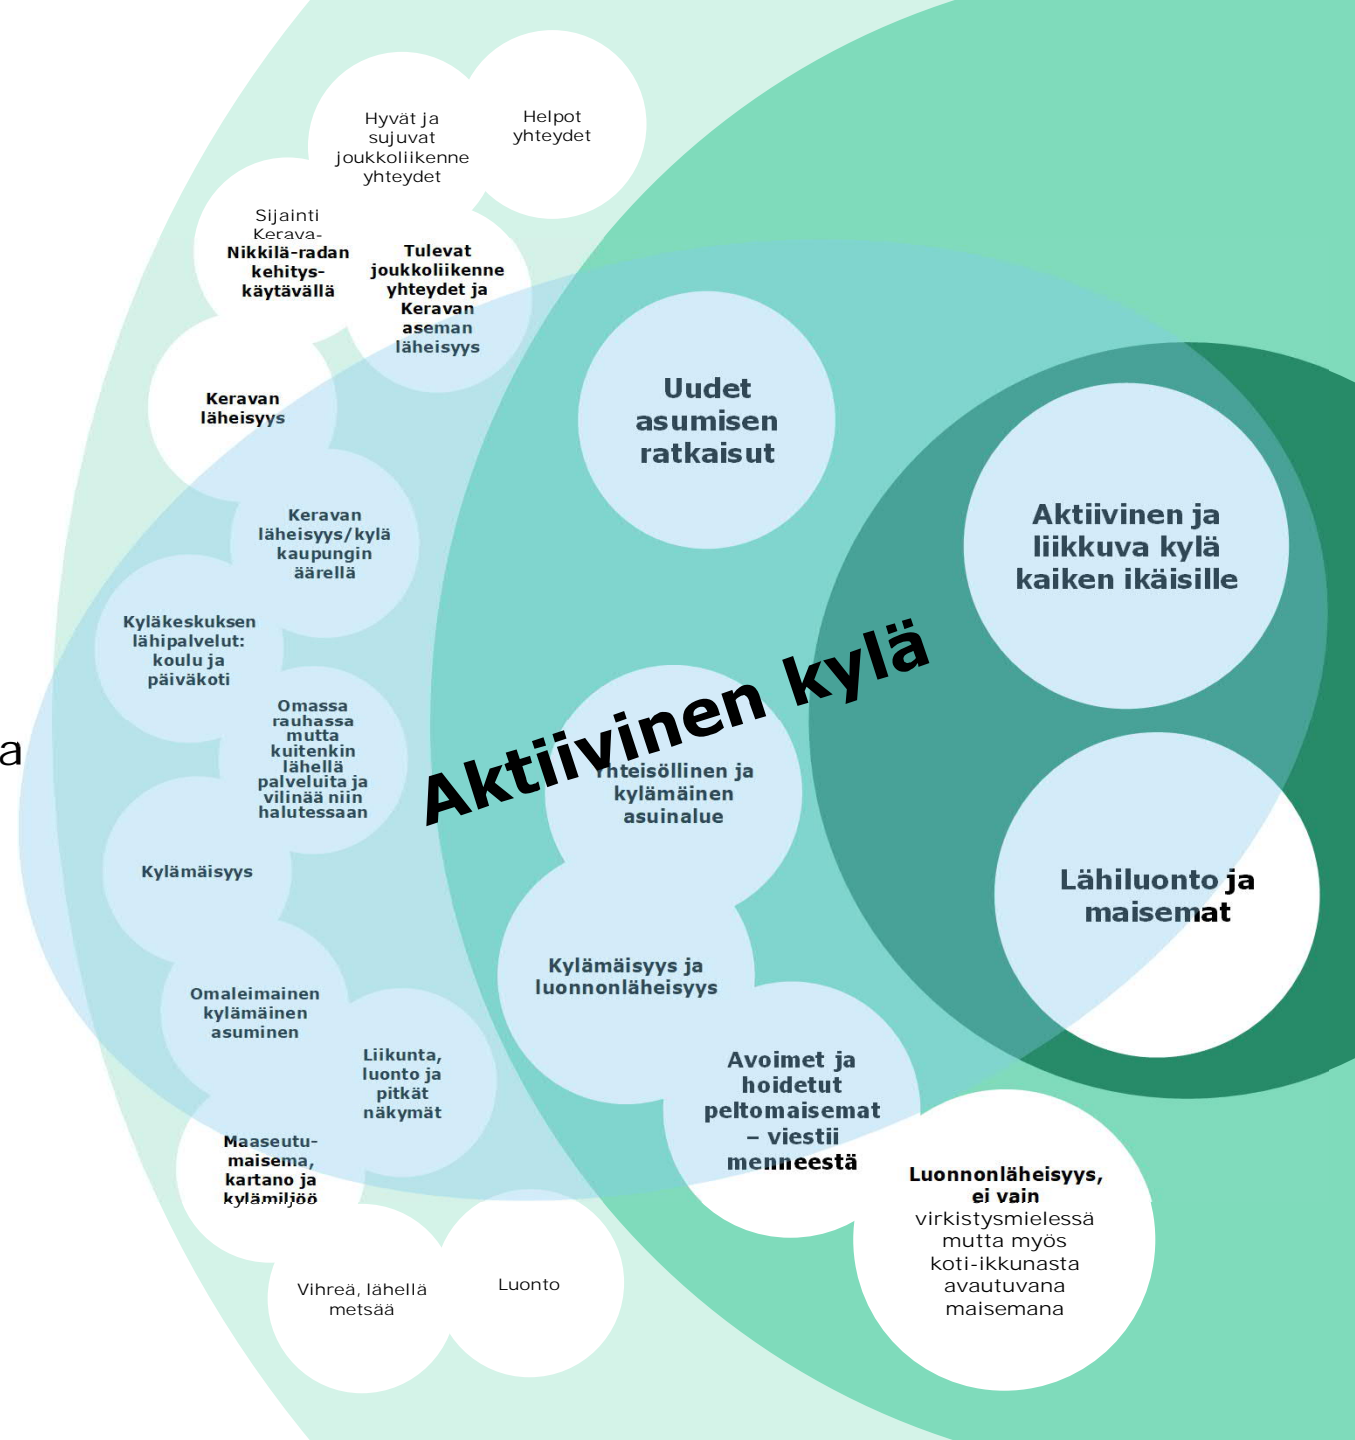 Helpot
yhteydet
Hyvät ja
sujuvat
joukkoliikenne
yhteydet
Sijainti
Kerava-
Nikkilä-radan
kehitys-
käytävällä
Tulevat
joukkoliikenne
yhteydet ja
Keravan
aseman
läheisyys
Keravan
läheisyys
Keravan
läheisyys/kylä
kaupungin
äärellä
Kyläkeskuksen
lähipalvelut:
koulu ja
päiväkoti
Omassa
rauhassa
mutta
kuitenkin
lähellä
palveluita ja
vilinää niin
halutessaan
a
Kylämäisyys
Omaleimainen
kylämäinen
asuminen
Liikunta,
luonto ja
pitkät
näkymät
Maaseutu-
maisema,
kartano ja
kylämiljöö
Vihreä, lähellä
metsää
Luonto
Uudet
asumisen
ratkaisut
Aktiivinen kylä
Yhteisöllinen ja
kylämäinen
asuinalue
Kylämäisyys ja
luonnonläheisyys
Avoimet ja
hoidetut
peltomaisemat
– viestii
menneestä
Luonnonläheisyys,
ei vain
virkistysmielessä
mutta myös
koti-ikkunasta
avautuvana
maisemana
Aktiivinen ja
liikkuva kylä
kaiken ikäisille
Lähiluonto ja
maisemat